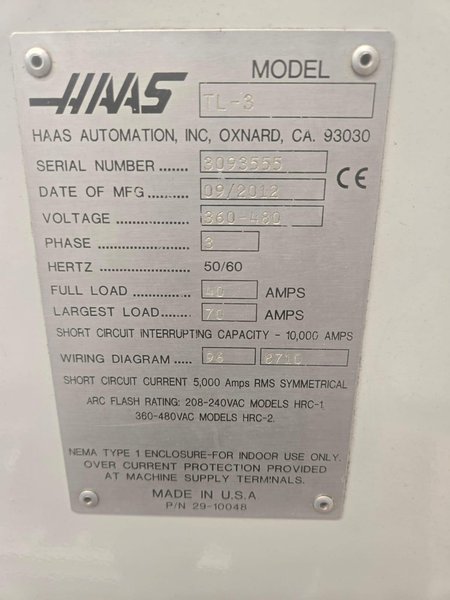 HAAS
MODEL
TL-3
HAAS AUTOMATION, INC, OXNARD, CA. 93030
SERIAL NUMBER ....... 3093555
DATE OF MFG ........... 09/2012
CE
VOLTAGE .................. 360-480
PHASE ...................... 3
HERTZ 50/60
FULL LOAD ............... 40 AMPS
LARGEST LOAD ........ 70 AMPS
SHORT CIRCUIT INTERRUPTING CAPACITY - 10,000 AMPS
WIRING DIAGRAM ..... 96 8710
SHORT CIRCUIT CURRENT 5,000 Amps RMS SYMMETRICAL
ARC FLASH RATING: 208-240VAC MODELS HRC-1
360-480VAC MODELS HRC-2.
NEMA TYPE 1 ENCLOSURE-FOR INDOOR USE ONLY.
OVER CURRENT PROTECTION PROVIDED
AT MACHINE SUPPLY TERMINALS.
MADE IN U.S.A
P/N 29-10048